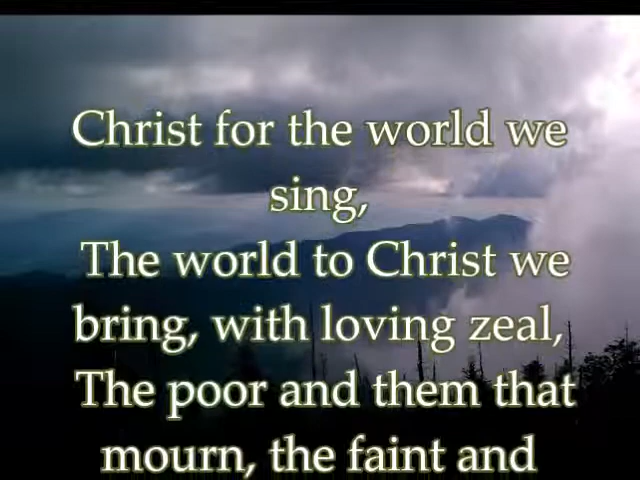 Christ for the world we
sing,
The world to Christ we
bring, with loving zeal,
The poor and them that
mourn, the faint and